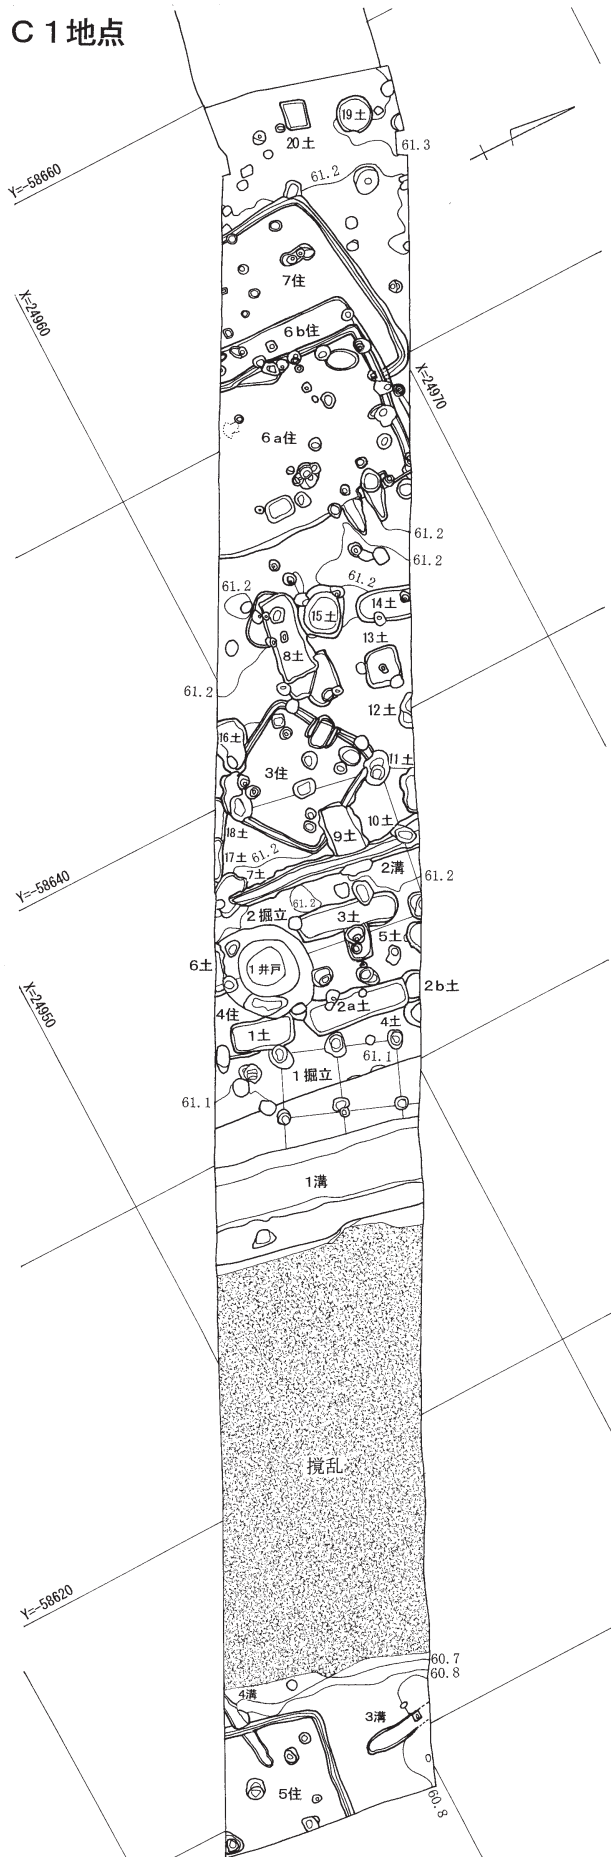 C1地点
19土
20土
61.3
Y=-58660
61.2
7住
X=24960
6b住
X=24970
6a住
61.2
61.2
61.2
61.2
14土
15土
13土
8土
61.2
12土
16土
11土
3住
10土
18土
9土
17土
61.2
7土
2溝
61.2
Y=-58640
61.2
2掘立
3土
5土
6土
1井戸
2b土
X=24950
4住
2a土
1土
4土
61.1
1掘立
61.1
1溝
撹乱
Y=-58620
60.7
60.8
4溝
3溝
5住
60.8